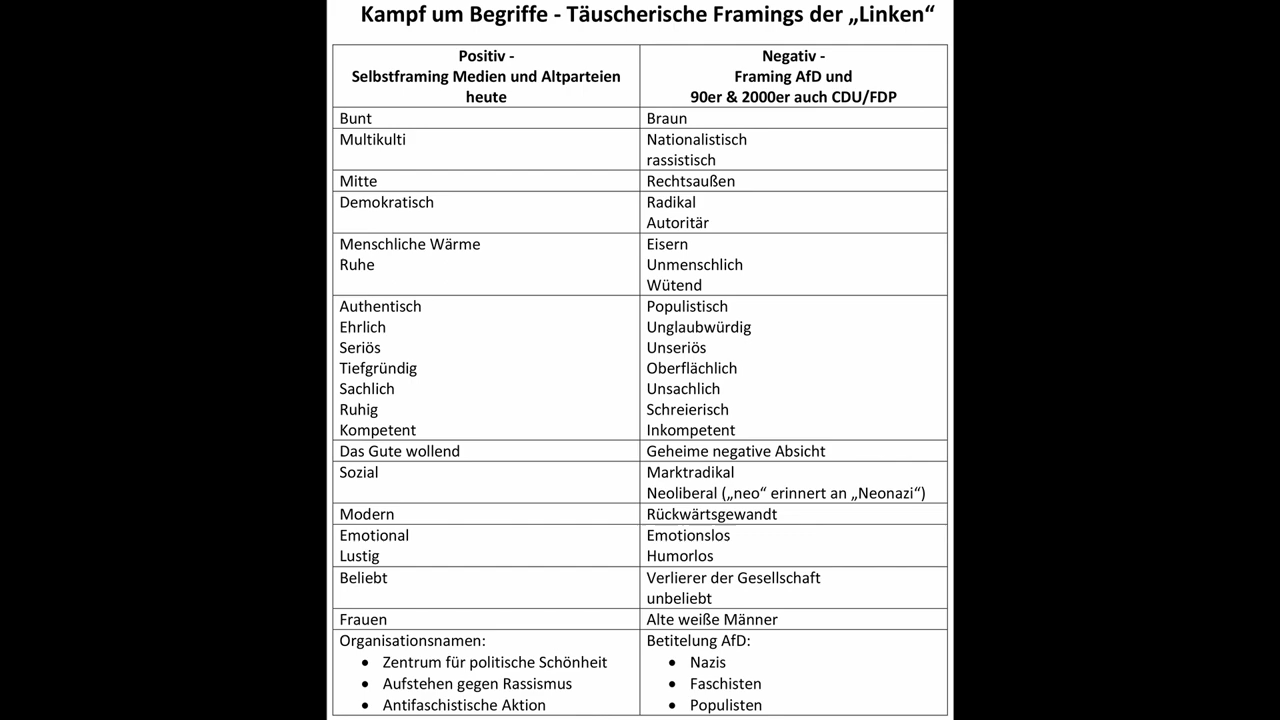 Kampf um Begriffe - Täuscherische Framings der „Linken“
Positiv -
Selbstframing Medien und Altparteien
heute
Negativ -
Framing AfD und
90er & 2000er auch CDU/FDP
Bunt
Braun
Multikulti
Nationalistisch
rassistisch
Mitte
Rechtsaußen
Demokratisch
Radikal
Autoritär
Menschliche Wärme
Ruhe
Eisern
Unmenschlich
Wütend
Authentisch
Ehrlich
Seriös
Tiefgründig
Sachlich
Ruhig
Kompetent
Populistisch
Unglaubwürdig
Unseriös
Oberflächlich
Unsachlich
Schreierisch
Inkompetent
Das Gute wollend
Geheime negative Absicht
Sozial
Marktradikal
Neoliberal („neo“ erinnert an „Neonazi“)
Modern
Rückwärtsgewandt
Emotional
Lustig
Emotionslos
Humorlos
Beliebt
Verlierer der Gesellschaft
unbeliebt
Frauen
Alte weiße Männer
Organisationsnamen:
• Zentrum für politische Schönheit
• Aufstehen gegen Rassismus
• Antifaschistische Aktion
Betitelung AfD:
• Nazis
• Faschisten
• Populisten